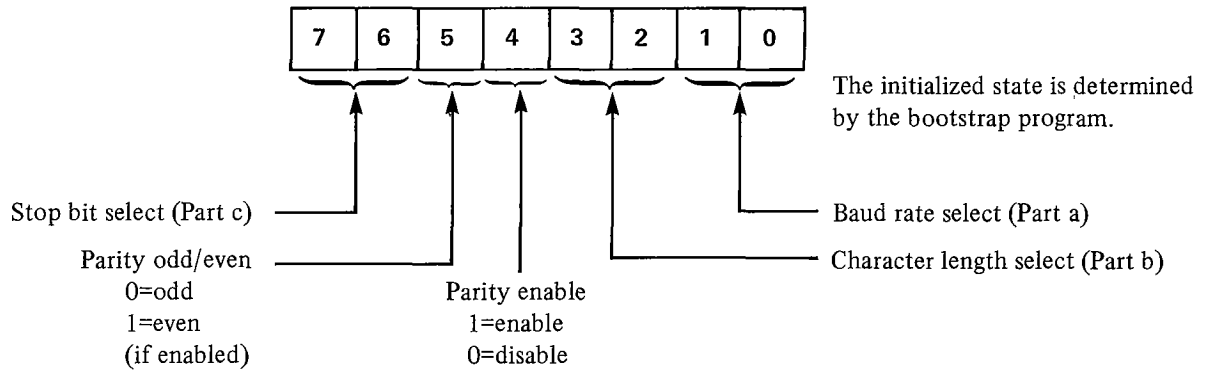 7 6 5 4 3 2 1 0
The initialized state is determined
by the bootstrap program.
Stop bit select (Part c)
Baud rate select (Part a)
Parity odd/even
0=odd
1=even
(if enabled)
Parity enable
1=enable
0=disable
Character length select (Part b)